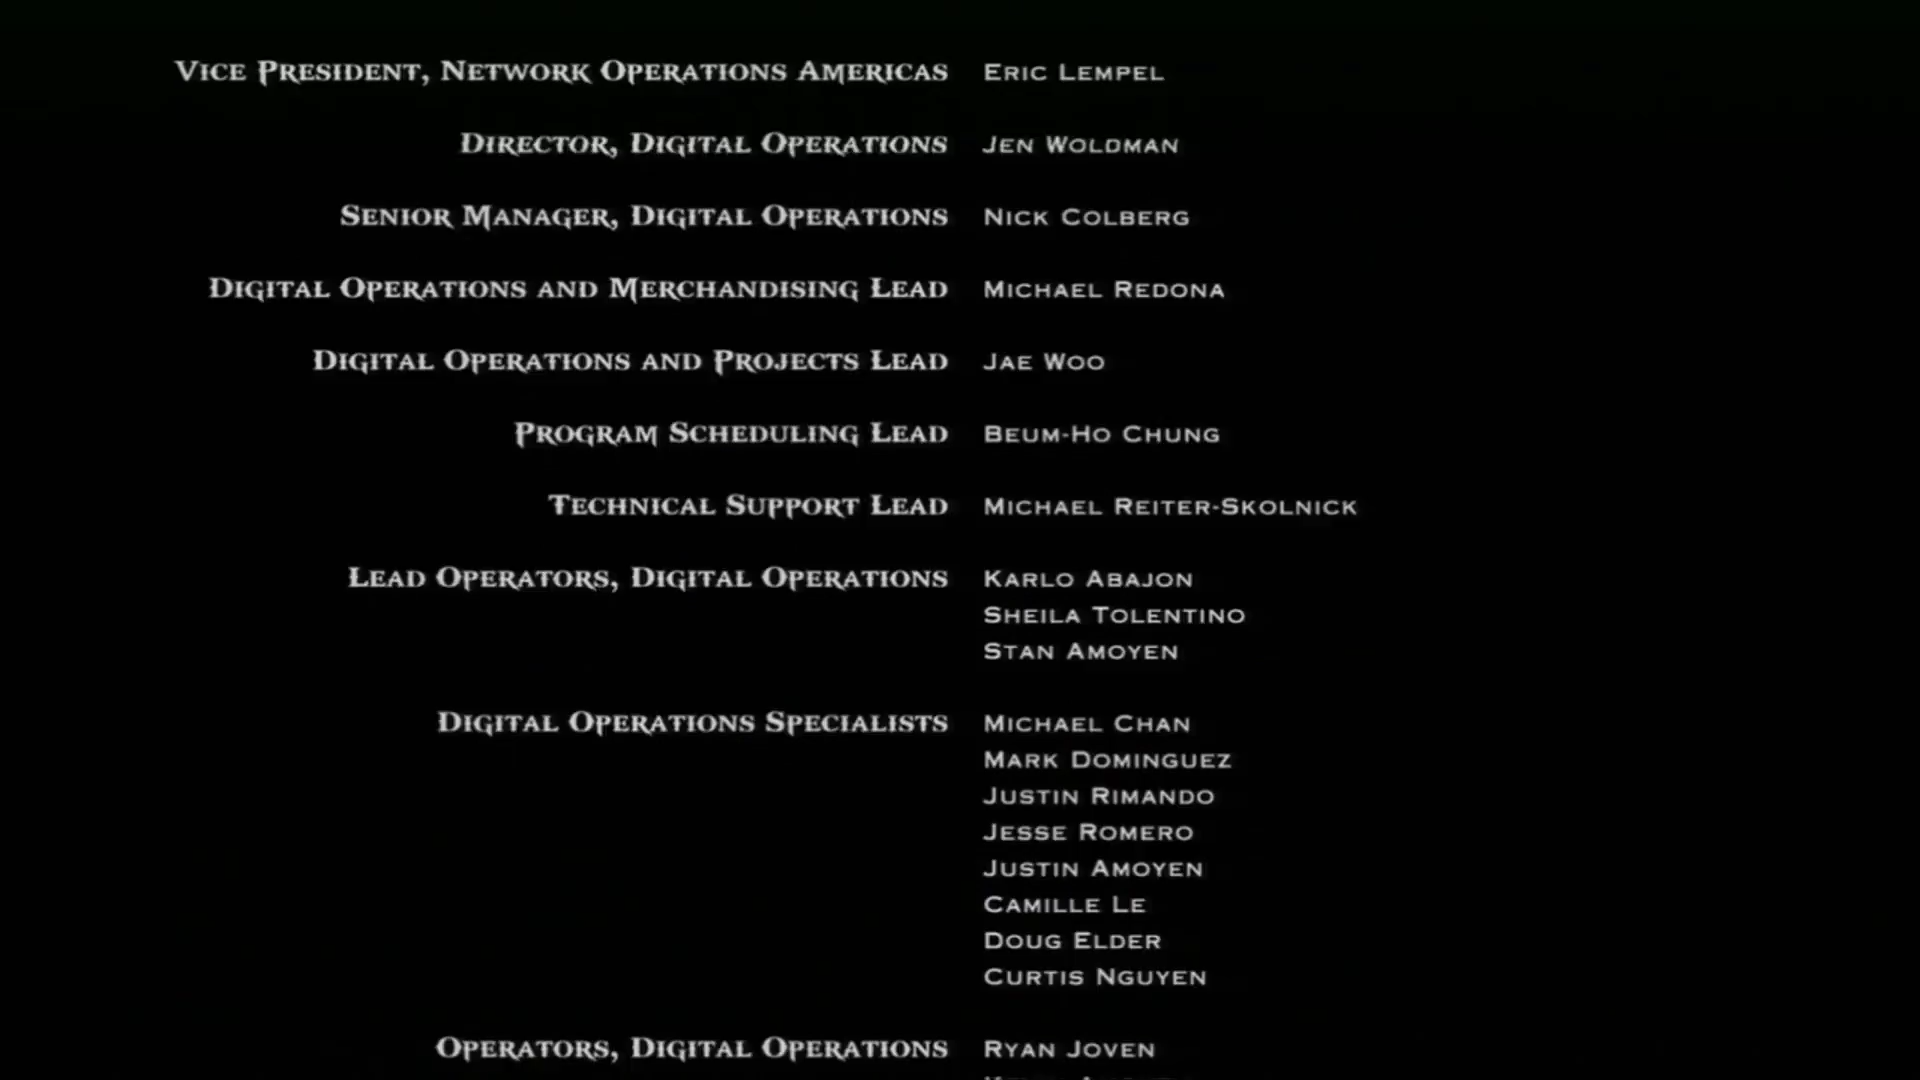 Vice President, Network Operations Americas Eric Lempel
Director, Digital Operations Jen Woldman
Senior Manager, Digital Operations Nick Colberg
Digital Operations and Merchandising Lead Michael Redona
Digital Operations and Projects Lead Jae Woo
Program Scheduling Lead Beum-Ho Chung
Technical Support Lead Michael Reiter-Skolnick
Lead Operators, Digital Operations Karlo Abajon
Sheila Tolentino
Stan Amoyen
Digital Operations Specialists Michael Chan
Mark Dominguez
Justin Rimando
Jesse Romero
Justin Amoyen
Camille Le
Doug Elder
Curtis Nguyen
Operators, Digital Operations Ryan Joven